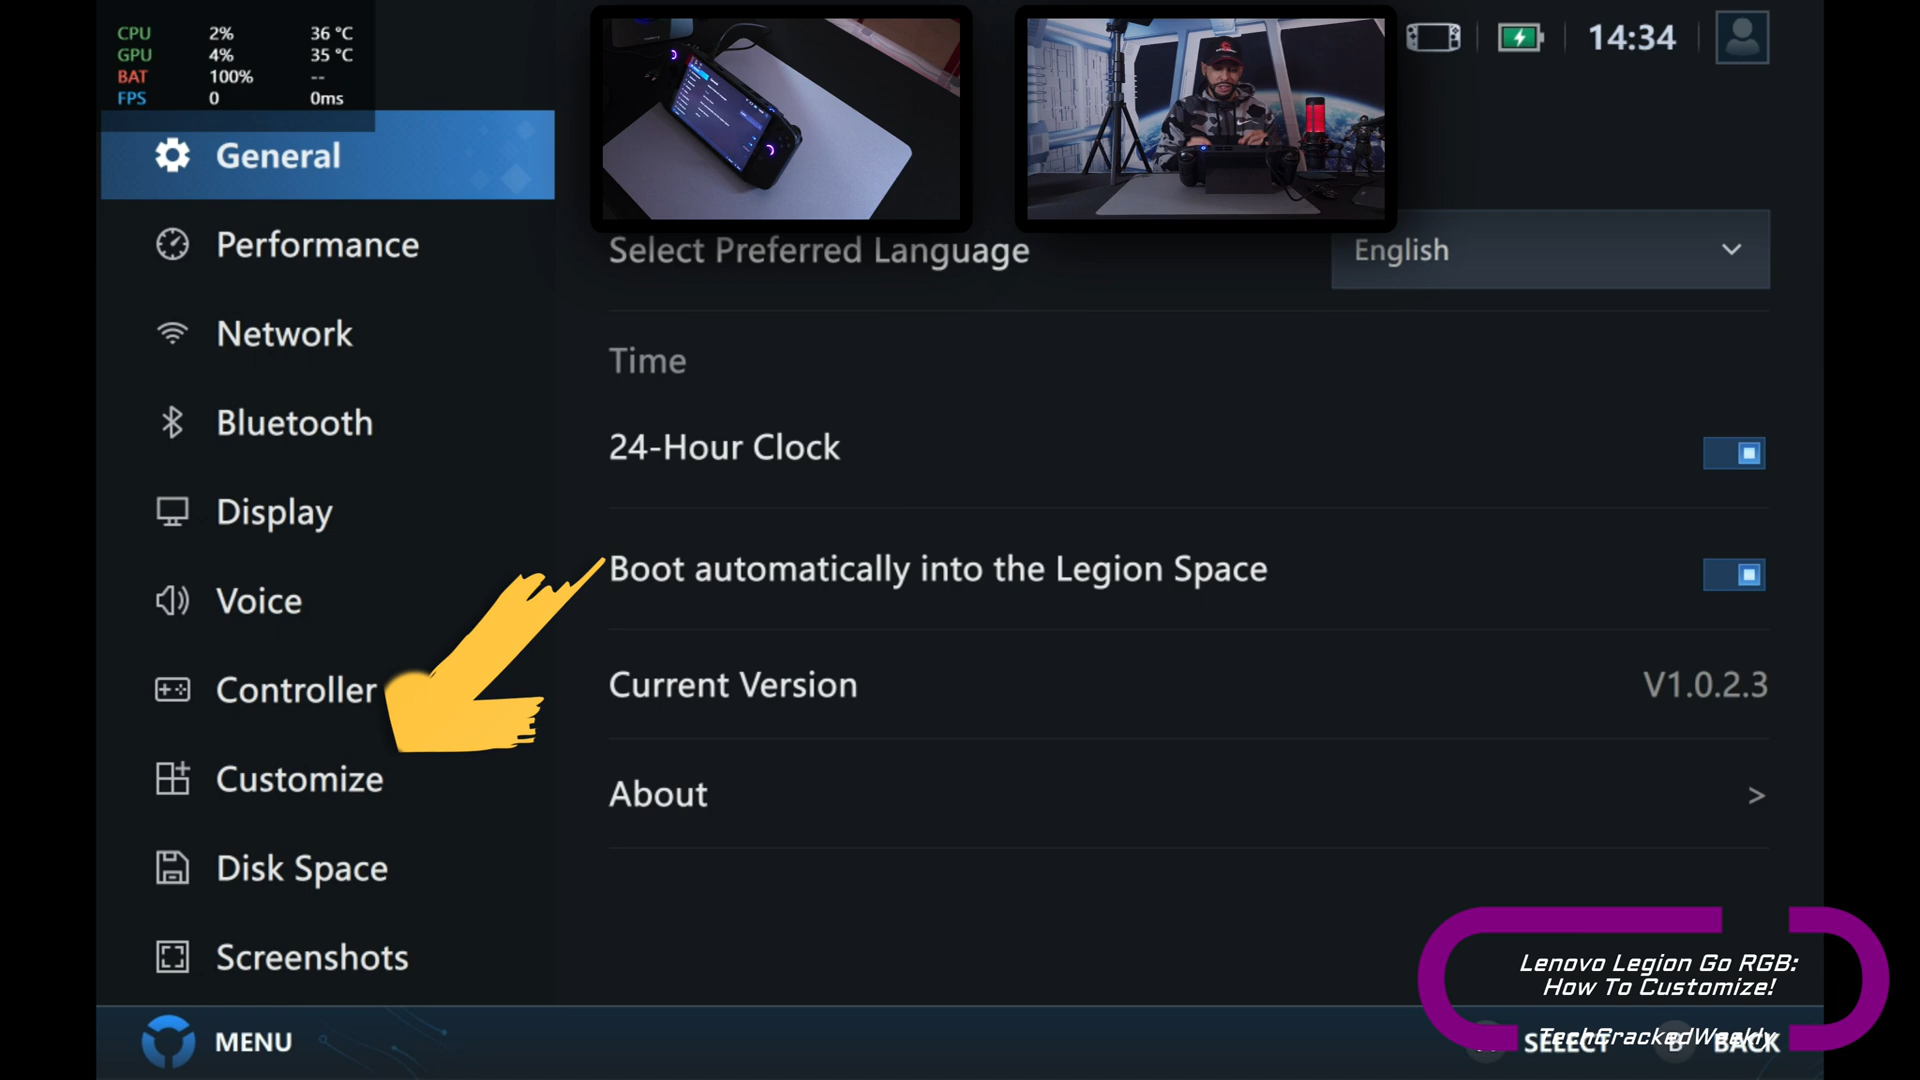 CPU 2% 36 °C
GPU 4% 35 °C
BAT 100% --
FPS 0 0ms
14:34
General
Performance
Network
Bluetooth
Display
Voice
Controller
Customize
Disk Space
Screenshots
Select Preferred Language
English
Time
24-Hour Clock
Boot automatically into the Legion Space
Current Version
V1.0.2.3
About
>
Lenovo Legion Go RGB:
How To Customize!
TechCrackedWeekly
MENU
SELECT
B BACK